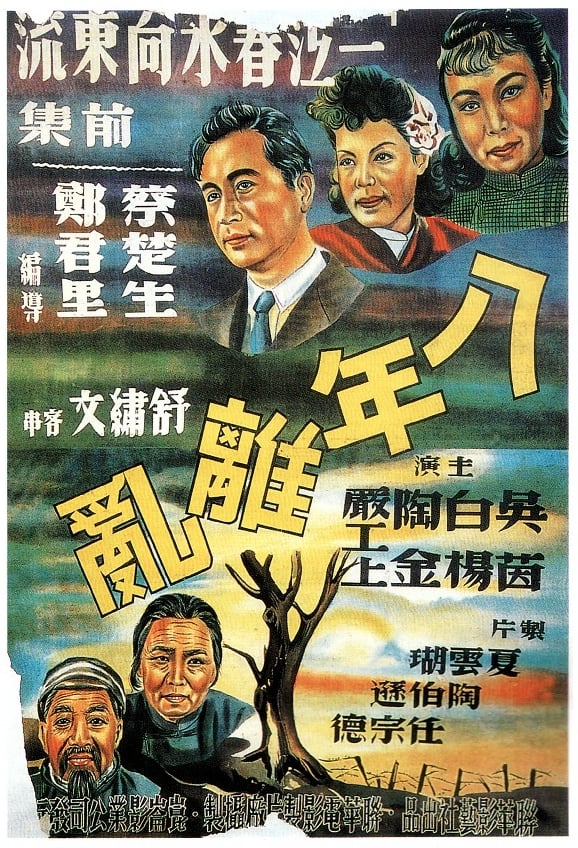 一江春水向東流
前集
蔡楚生
鄭君里
編導
八年離亂
舒繡文 客串
主演
吳茵
白楊
陶金
嚴工上
製片
夏雲瑚
陶伯遜
任宗德
聯華影藝社出品・聯華電影製片廠攝製・崑崙影業公司發